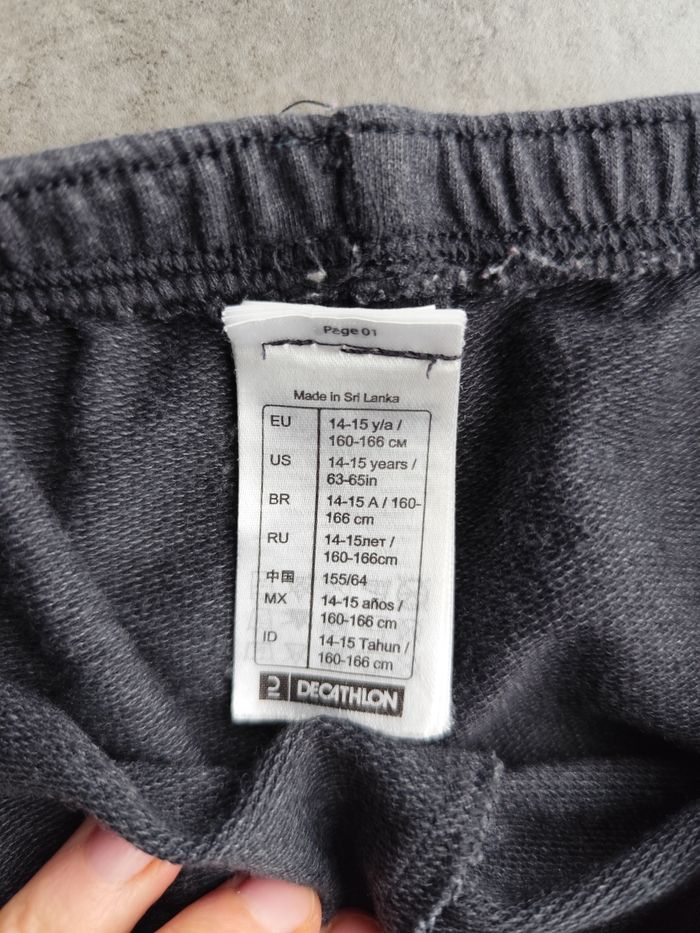 Page 01
Made in Sri Lanka
EU 14-15 y/a /
160-166 см
US 14-15 years /
63-65in
BR 14-15 A / 160-
166 cm
RU 14-15лет /
160-166cm
中国 155/64
MX 14-15 años /
160-166 cm
ID 14-15 Tahun /
160-166 cm
DECATHLON